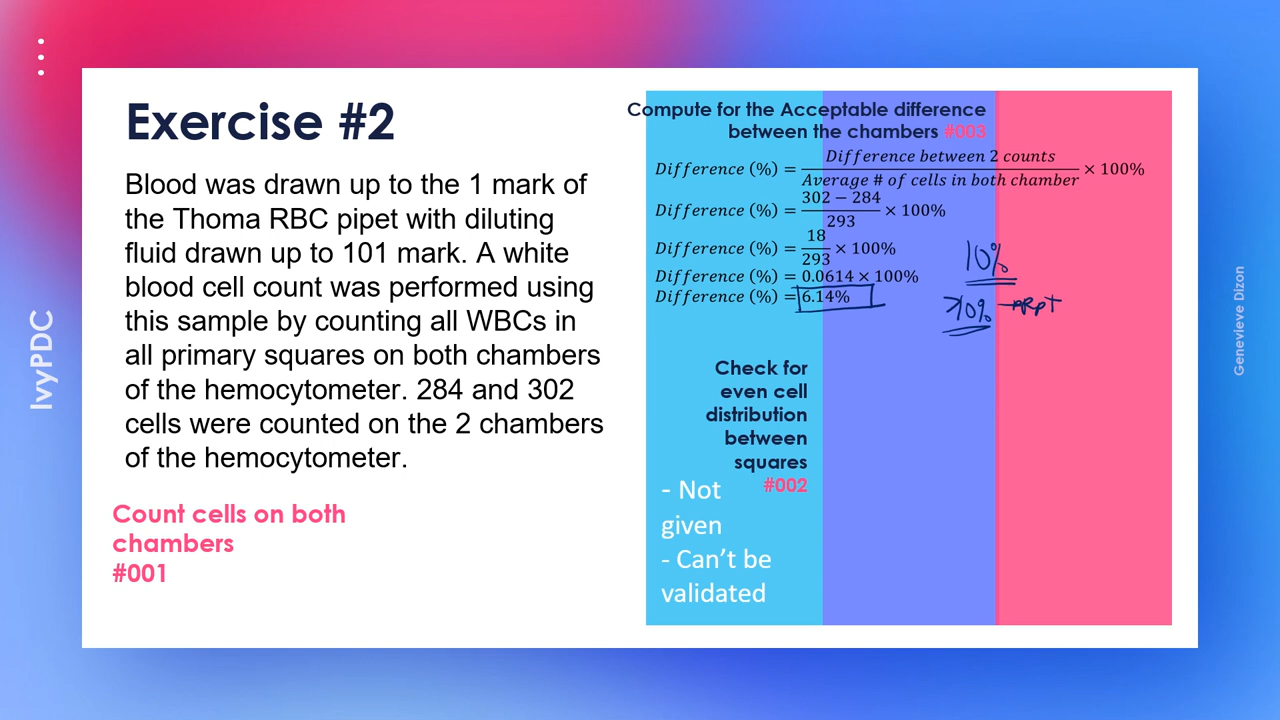 Exercise #2
Blood was drawn up to the 1 mark of
the Thoma RBC pipet with diluting
fluid drawn up to 101 mark. A white
blood cell count was performed using
this sample by counting all WBCs in
all primary squares on both chambers
of the hemocytometer. 284 and 302
cells were counted on the 2 chambers
of the hemocytometer.
Count cells on both
chambers
#001
Compute for the Acceptable difference
between the chambers #003
Difference (%) = Difference between 2 counts / Average # of cells in both chamber × 100%
Difference (%) = 302 − 284 / 293 × 100%
Difference (%) = 18 / 293 × 100%
Difference (%) = 0.0614 × 100%
Difference (%) = 6.14%
10%
>10%
Check for
even cell
distribution
between
squares
#002
- Not
given
- Can't be
validated
IvyPDC
Genevieve Dizon